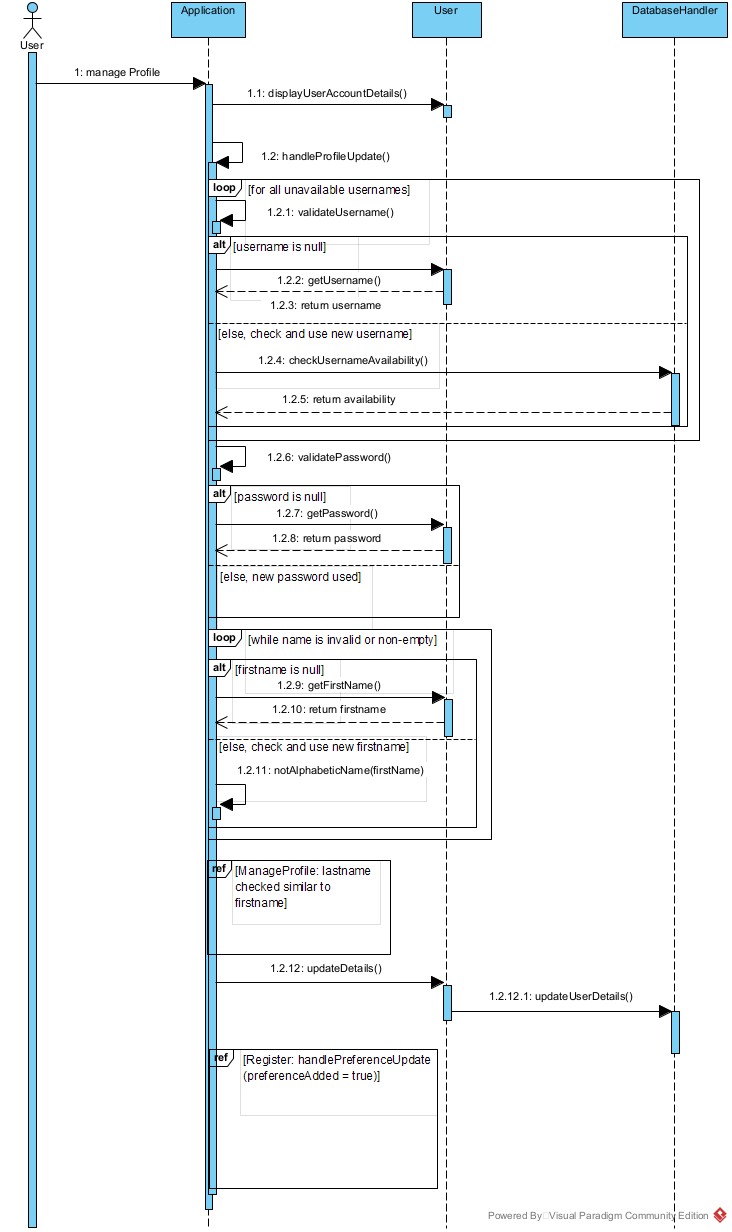 Application
User
DatabaseHandler
User
1: manage Profile
1.1: displayUserAccountDetails()
1.2: handleProfileUpdate()
loop
[for all unavailable usernames]
1.2.1: validateUsername()
alt
[username is null]
1.2.2: getUsername()
1.2.3: return username
[else, check and use new username]
1.2.4: checkUsernameAvailability()
1.2.5: return availability
1.2.6: validatePassword()
alt
[password is null]
1.2.7: getPassword()
1.2.8: return password
[else, new password used]
loop
[while name is invalid or non-empty]
alt
[firstname is null]
1.2.9: getFirstName()
1.2.10: return firstname
[else, check and use new firstname]
1.2.11: notAlphabeticName(firstName)
ref
[ManageProfile: lastname
checked similar to
firstname]
1.2.12: updateDetails()
1.2.12.1: updateUserDetails()
ref
[Register: handlePreferenceUpdate
(preferenceAdded = true)]
Powered By Visual Paradigm Community Edition